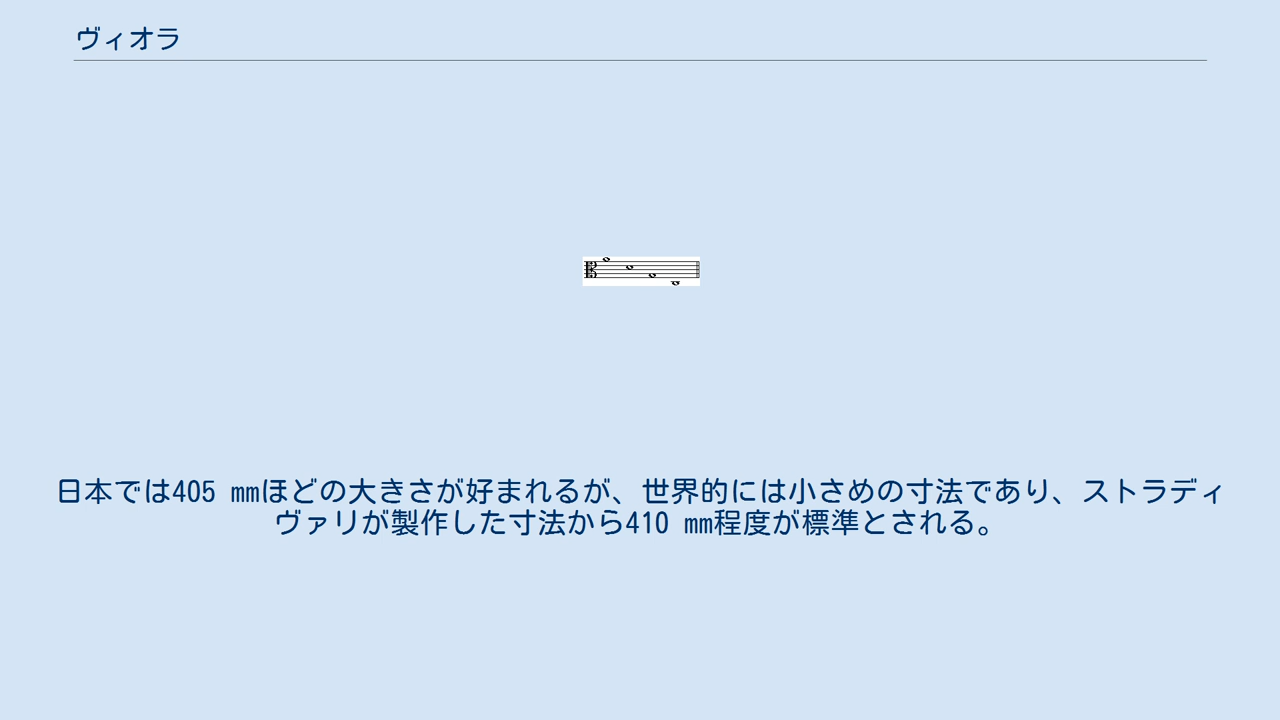 ヴィオラ
日本では405 mmほどの大きさが好まれるが、世界的には小さめの寸法であり、ストラディ
ヴァリが製作した寸法から410 mm程度が標準とされる。